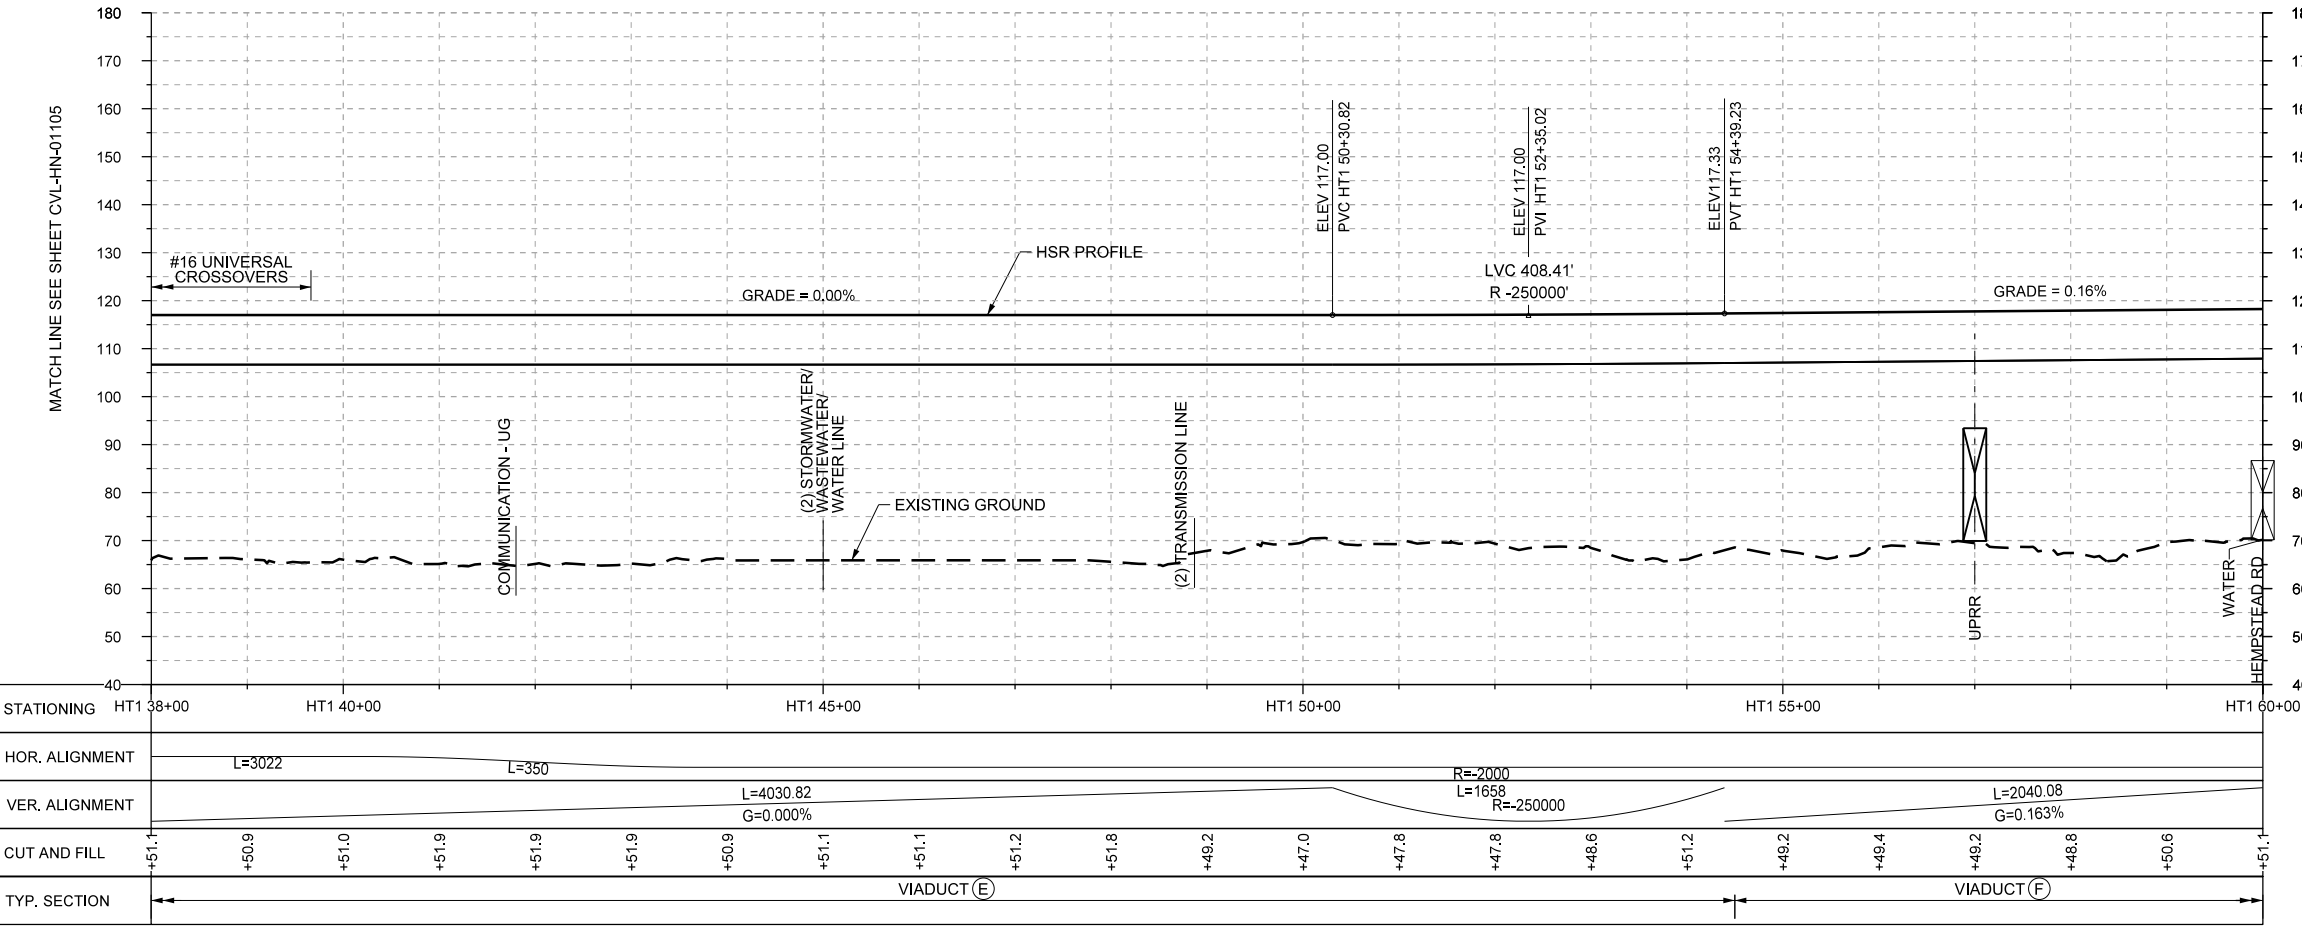 MATCH LINE SEE SHEET CVL-HN-01105
180
170
160
150
140
130
120
110
100
90
80
70
60
50
40
#16 UNIVERSAL
CROSSOVERS
GRADE = 0.00%
HSR PROFILE
ELEV 117.00
PVC HT1 50+30.82
ELEV 117.00
PVI HT1 52+35.02
LVC 408.41'
R -250000'
ELEV117.33
PVT HT1 54+39.23
GRADE = 0.16%
COMMUNICATION - UG
(2) STORMWATER/
WASTEWATER/
WATER LINE
EXISTING GROUND
(2) TRANSMISSION LINE
UPRR
WATER
HEMPSTEAD RD
STATIONING
HT1 38+00
HT1 40+00
HT1 45+00
HT1 50+00
HT1 55+00
HT1 60+00
HOR. ALIGNMENT
L=3022
L=350
R=-2000
L=1658
VER. ALIGNMENT
L=4030.82
G=0.000%
R=-250000
L=2040.08
G=0.163%
CUT AND FILL
+51.1
+50.9
+51.0
+51.9
+51.9
+51.9
+50.9
+51.1
+51.1
+51.2
+51.8
+49.2
+47.0
+47.8
+47.8
+48.6
+51.2
+49.2
+49.4
+49.2
+48.8
+50.6
+51.1
TYP. SECTION
VIADUCT E
VIADUCT F